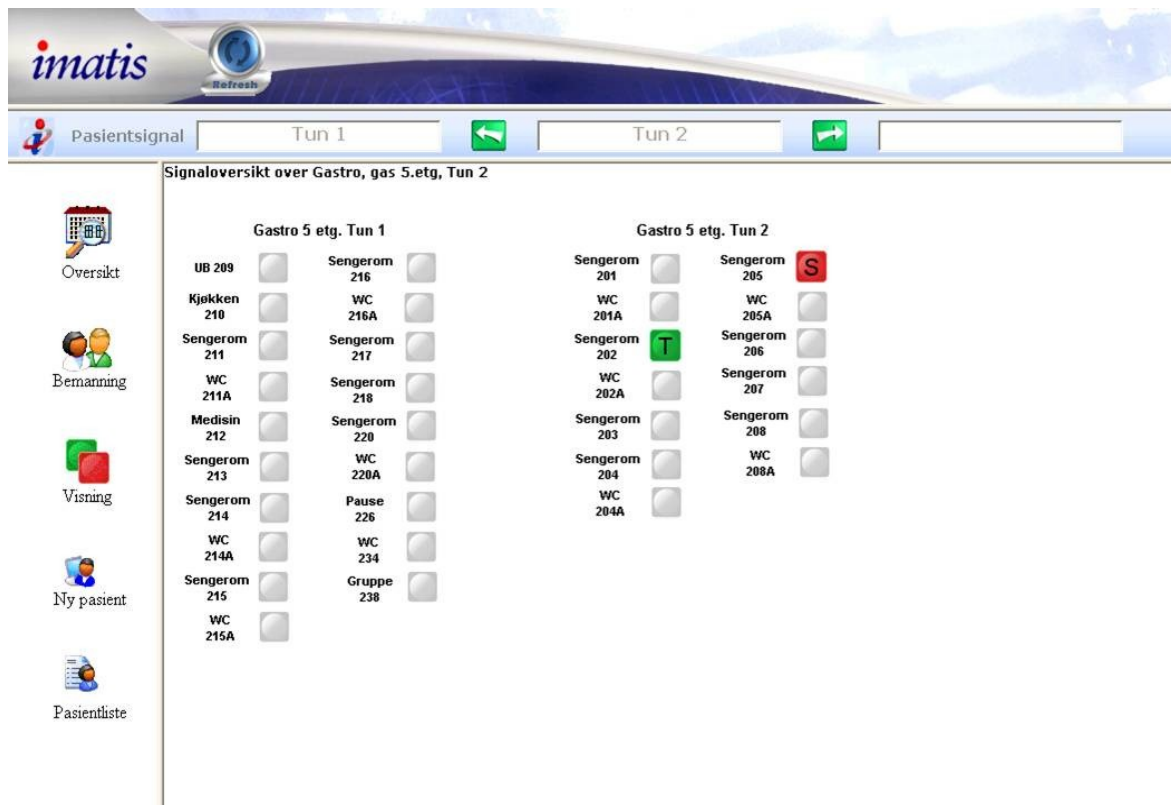 imatis
Refresh
Pasientsignal
Tun 1
Tun 2
Signaloversikt over Gastro, gas 5.etg, Tun 2
Oversikt
Bemanning
Visning
Ny pasient
Pasientliste
Gastro 5 etg. Tun 1
UB 209
Kjøkken
210
Sengerom
211
WC
211A
Medisin
212
Sengerom
213
Sengerom
214
WC
214A
Sengerom
215
WC
215A
Sengerom
216
WC
216A
Sengerom
217
Sengerom
218
Sengerom
220
WC
220A
Pause
226
WC
234
Gruppe
238
Gastro 5 etg. Tun 2
Sengerom
201
WC
201A
Sengerom
202
T
WC
202A
Sengerom
203
Sengerom
204
WC
204A
Sengerom
205
S
WC
205A
Sengerom
206
Sengerom
207
Sengerom
208
WC
208A